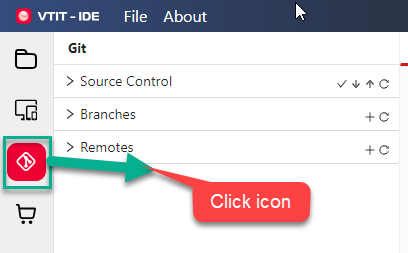 VTIT - IDE File About
Git
Source Control
Branches
Remotes
Click icon